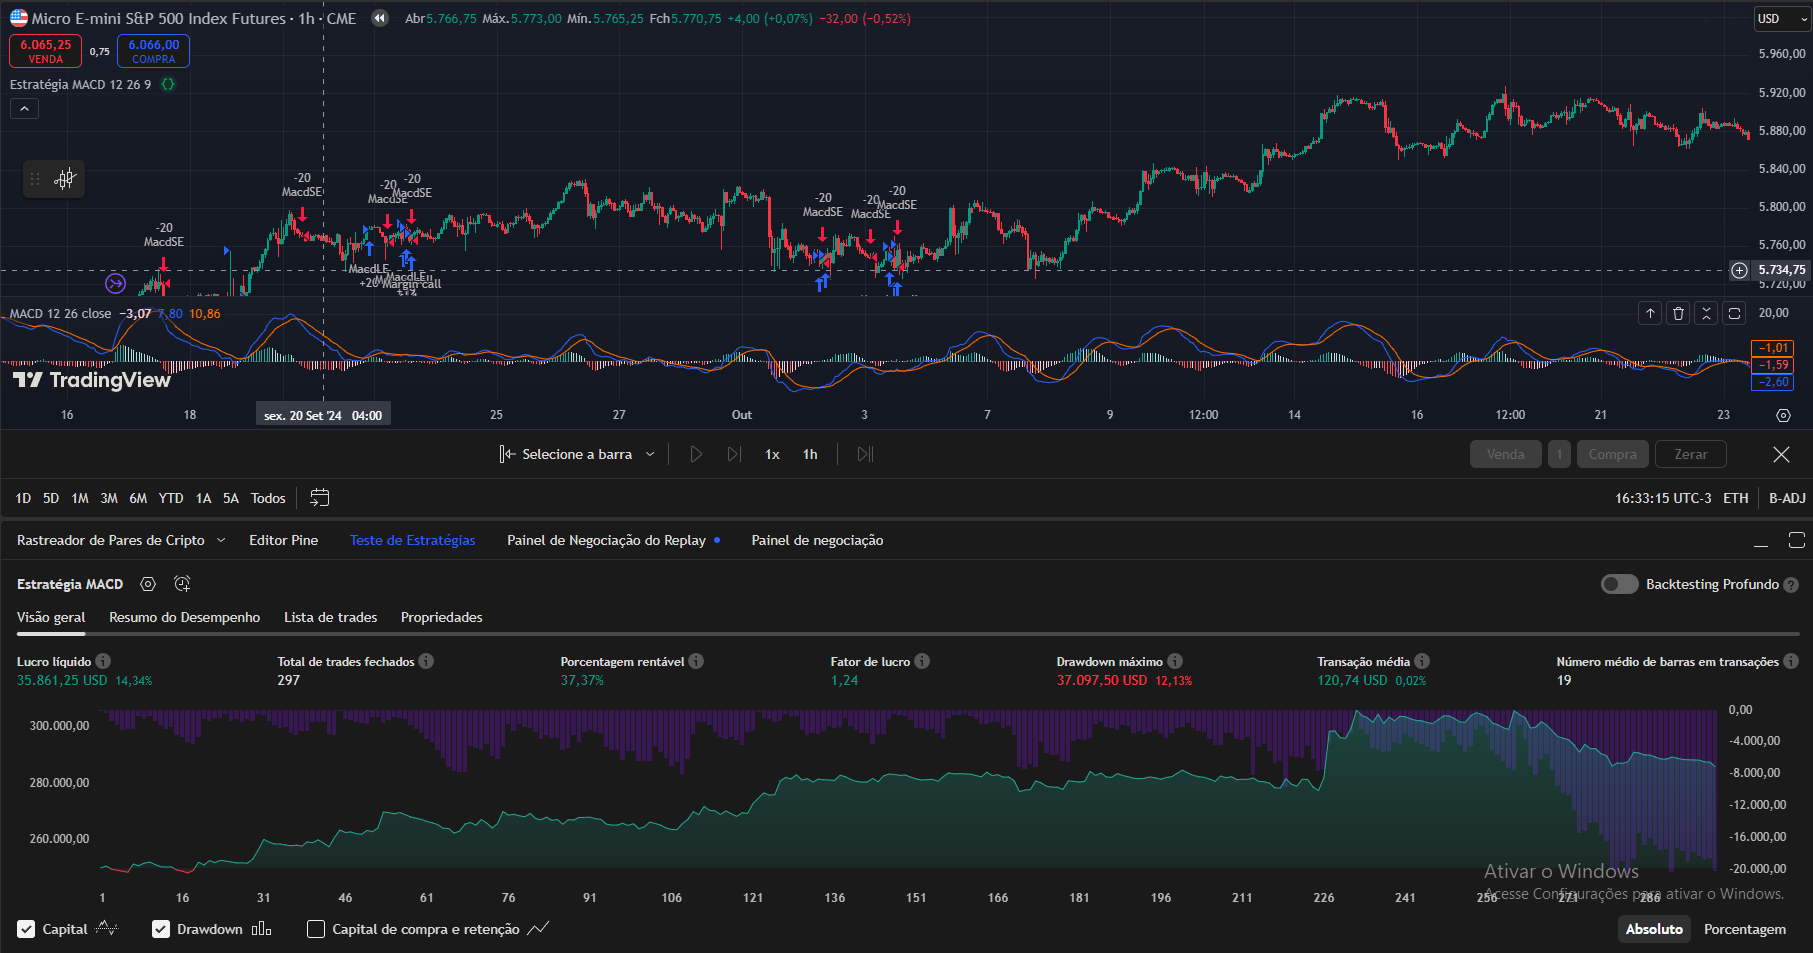 Micro E-mini S&P 500 Index Futures · 1h · CME Abr5.766,75 Máx.5.773,00 Mín.5.765,25 Fch5.770,75 +4,00 (+0,07%) −32,00 (−0,52%)
USD
6.065,25
VENDA
0,75
6.066,00
COMPRA
Estratégia MACD 12 26 9
5.960,00
5.920,00
5.880,00
5.840,00
5.800,00
5.760,00
5.734,75
5.720,00
-20
MacdSE
-20
MacdSE
-20
MacdSE
-20
MacdSE
-20
MacdSE
-20
MacdSE
-20
MacdSE
MacdLE
+20
MacdLE
Margin call
MACD 12 26 close −3,07 7,80 10,86
20,00
−1,01
−1,59
−2,60
TradingView
16 18 sex. 20 Set '24 04:00 25 27 Out 3 7 9 12:00 14 16 12:00 21 23
Selecione a barra 1x 1h Venda 1 Compra Zerar
1D 5D 1M 3M 6M YTD 1A 5A Todos 16:33:15 UTC-3 ETH B-ADJ
Rastreador de Pares de Cripto Editor Pine Teste de Estratégias Painel de Negociação do Replay Painel de negociação
Estratégia MACD Backtesting Profundo ?
Visão geral Resumo do Desempenho Lista de trades Propriedades
Lucro líquido Total de trades fechados Porcentagem rentável Fator de lucro Drawdown máximo Transação média Número médio de barras em transações
35.861,25 USD 14,34% 297 37,37% 1,24 37.097,50 USD 12,13% 120,74 USD 0,02% 19
300.000,00
280.000,00
260.000,00
0,00
-4.000,00
-8.000,00
-12.000,00
-16.000,00
-20.000,00
Ativar o Windows
Acesse Configurações para ativar o Windows.
1 16 31 46 61 76 91 106 121 136 151 166 181 196 211 226 241 256 271 286
Capital Drawdown Capital de compra e retenção Absoluto Porcentagem